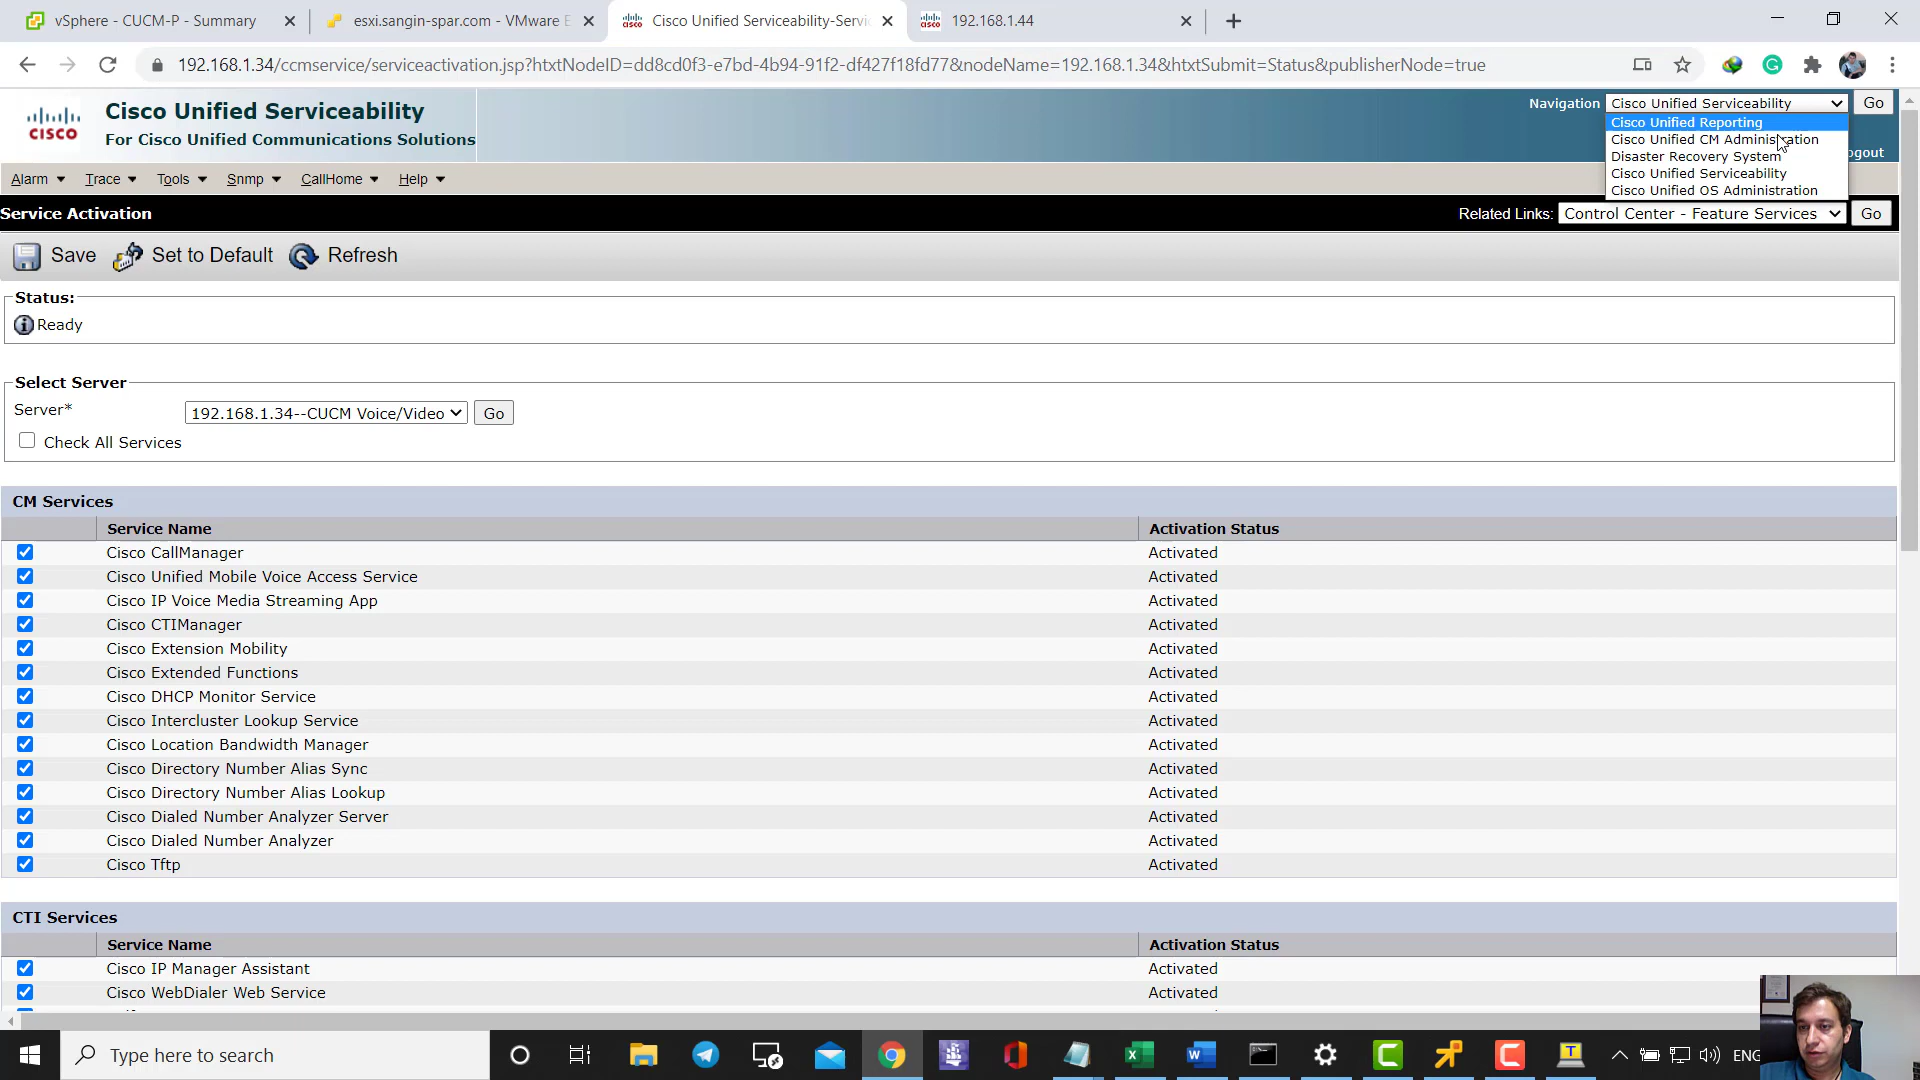 vSphere - CUCM-P - Summary
esxi.sangin-spar.com - VMware E
Cisco Unified Serviceability-Servi
192.168.1.44
192.168.1.34/ccmservice/serviceactivation.jsp?htxtNodeID=dd8cd0f3-e7bd-4b94-91f2-df427f18fd77&nodeName=192.168.1.34&htxtSubmit=Status&publisherNode=true
CISCO
Cisco Unified Serviceability
For Cisco Unified Communications Solutions
Navigation Cisco Unified Serviceability Go
Cisco Unified Reporting
Cisco Unified CM Administration
Disaster Recovery System
Cisco Unified Serviceability
Cisco Unified OS Administration
ogout
Alarm Trace Tools Snmp CallHome Help
Service Activation
Related Links: Control Center - Feature Services Go
Save Set to Default Refresh
Status:
Ready
Select Server
Server* 192.168.1.34--CUCM Voice/Video Go
Check All Services
CM Services
Service Name Activation Status
Cisco CallManager Activated
Cisco Unified Mobile Voice Access Service Activated
Cisco IP Voice Media Streaming App Activated
Cisco CTIManager Activated
Cisco Extension Mobility Activated
Cisco Extended Functions Activated
Cisco DHCP Monitor Service Activated
Cisco Intercluster Lookup Service Activated
Cisco Location Bandwidth Manager Activated
Cisco Directory Number Alias Sync Activated
Cisco Directory Number Alias Lookup Activated
Cisco Dialed Number Analyzer Server Activated
Cisco Dialed Number Analyzer Activated
Cisco Tftp Activated
CTI Services
Service Name Activation Status
Cisco IP Manager Assistant Activated
Cisco WebDialer Web Service Activated
Type here to search
ENG